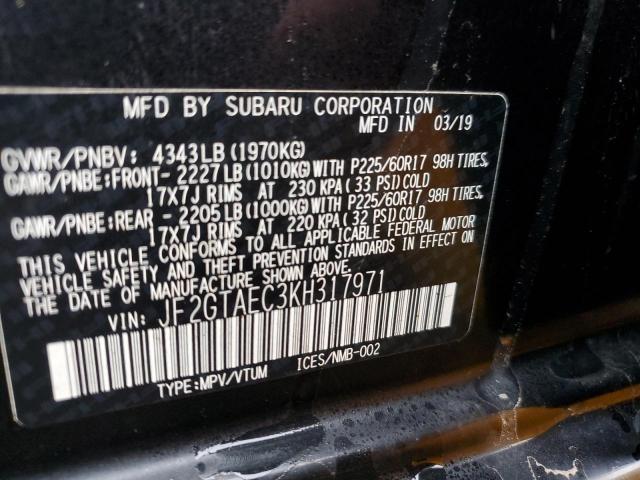 MFD BY SUBARU CORPORATION
MFD IN 03/19
GVWR/PNBV: 4343LB(1970KG)
GAWR/PNBE:FRONT-2227LB(1010KG)WITH P225/60R17 98H TIRES,
17X7J RIMS AT 230 KPA(33 PSI)COLD
GAWR/PNBE:REAR -2205LB(1000KG)WITH P225/60R17 98H TIRES,
17X7J RIMS AT 220 KPA(32 PSI)COLD
THIS VEHICLE CONFORMS TO ALL APPLICABLE FEDERAL MOTOR
VEHICLE SAFETY AND THEFT PREVENTION STANDARDS IN EFFECT ON
THE DATE OF MANUFACTURE SHOWN ABOVE.
VIN: JF2GTAEC3KH317971
TYPE:MPV/VTUM ICES/NMB-002